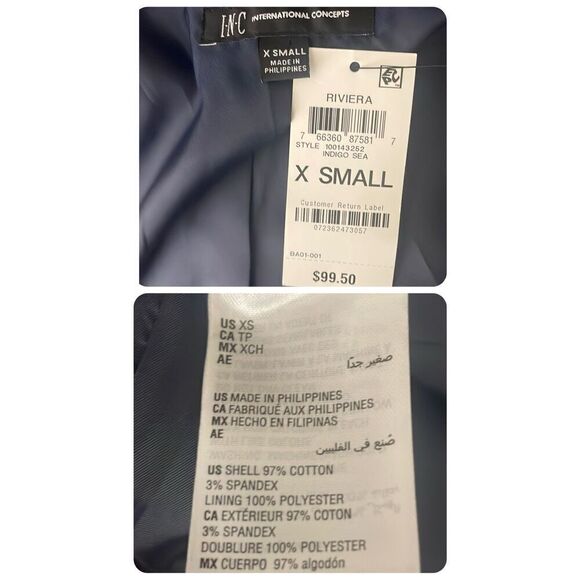 I·N·C INTERNATIONAL CONCEPTS
X SMALL
MADE IN
PHILIPPINES
RIVIERA
7 66360 87581 7
STYLE 100143252
INDIGO SEA
X SMALL
Customer Return Label
072362473057
BA01-001
$99.50
US XS
CA TP
MX XCH
AE صغير جدًا
US MADE IN PHILIPPINES
CA FABRIQUÉ AUX PHILIPPINES
MX HECHO EN FILIPINAS
AE صُنع في الفلبين
US SHELL 97% COTTON
3% SPANDEX
LINING 100% POLYESTER
CA EXTÉRIEUR 97% COTON
3% SPANDEX
DOUBLURE 100% POLYESTER
MX CUERPO 97% algodón